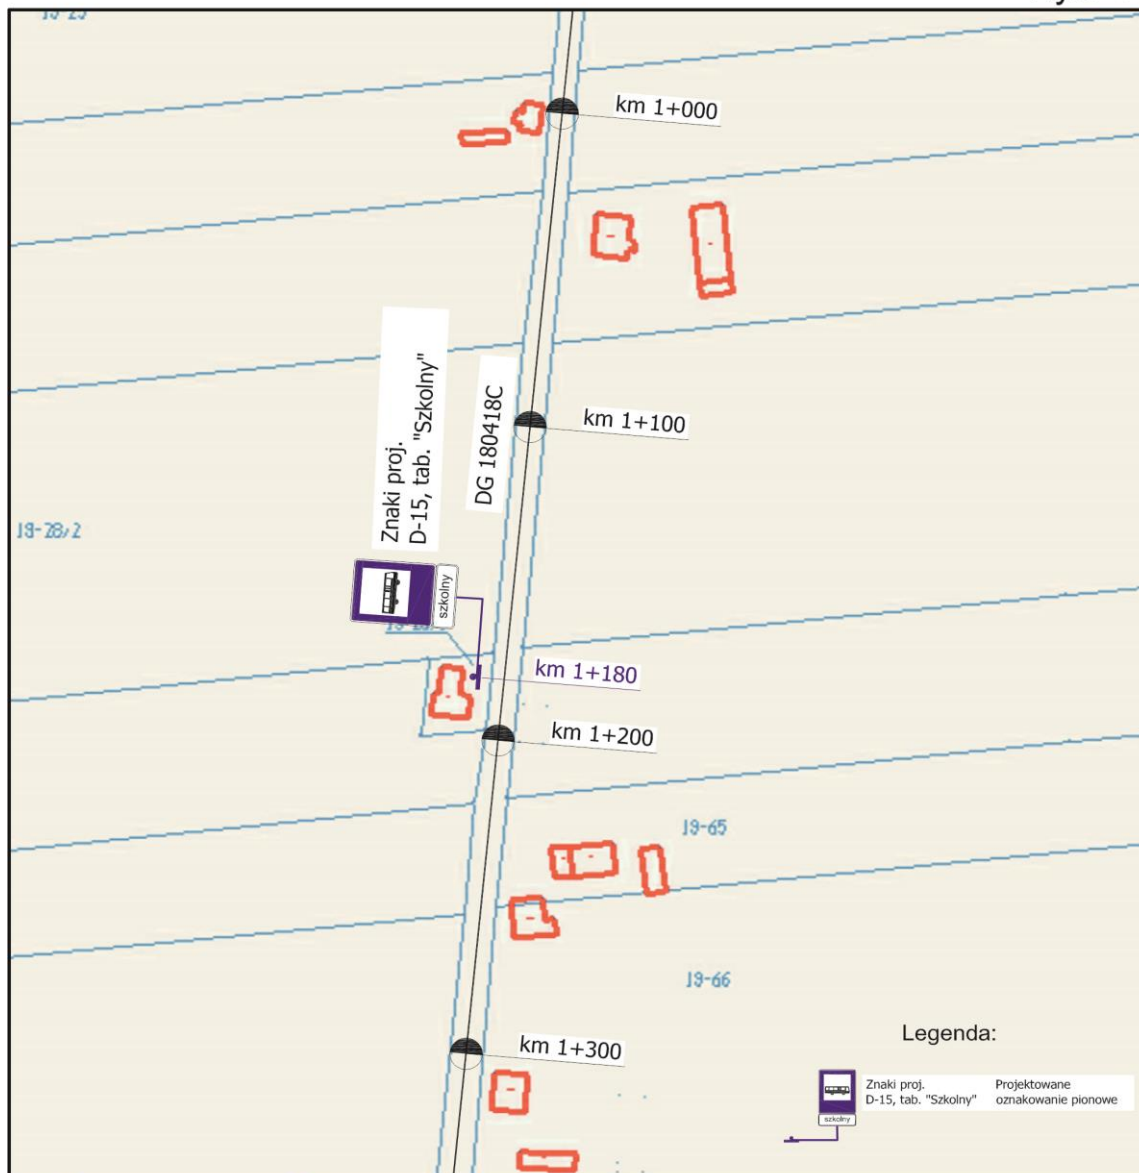 km 1+000
Znaki proj.
D-15, tab. "Szkolny"
DG 180418C
km 1+100
19-28/2
szkolny
km 1+180
km 1+200
19-65
19-66
km 1+300
Legenda:
Znaki proj.
D-15, tab. "Szkolny"
Projektowane
oznakowanie pionowe
szkolny